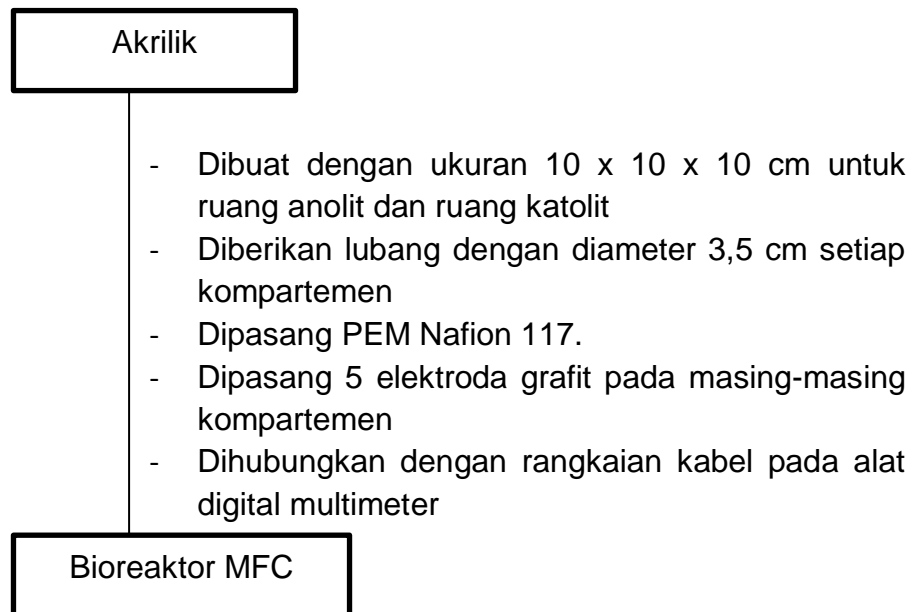 Akrilik
- Dibuat dengan ukuran 10 x 10 x 10 cm untuk
ruang anolit dan ruang katolit
- Diberikan lubang dengan diameter 3,5 cm setiap
kompartemen
- Dipasang PEM Nafion 117.
- Dipasang 5 elektroda grafit pada masing-masing
kompartemen
- Dihubungkan dengan rangkaian kabel pada alat
digital multimeter
Bioreaktor MFC